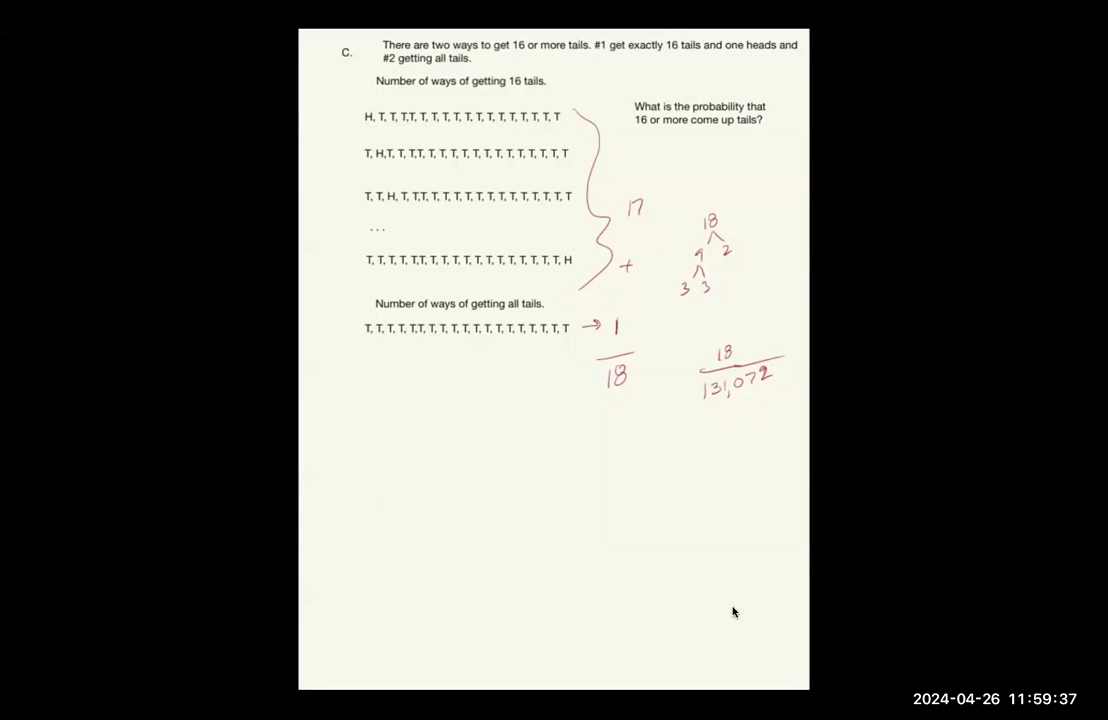 C.
There are two ways to get 16 or more tails. #1 get exactly 16 tails and one heads and
#2 getting all tails.
Number of ways of getting 16 tails.
What is the probability that
16 or more come up tails?
H, T, T, T,T, T, T, T, T, T, T, T, T, T, T, T, T, T
T, H,T, T, T,T, T, T, T, T, T, T, T, T, T, T, T, T, T
T, T, H, T, T,T, T, T, T, T, T, T, T, T, T, T, T, T, T
. . .
T, T, T, T, T,T, T, T, T, T, T, T, T, T, T, T, T, T, H
17
+
18
9 2
3 3
Number of ways of getting all tails.
T, T, T, T, T,T, T, T, T, T, T, T, T, T, T, T, T, T, T
→ 1
18
18
131,072
2024-04-26 11:59:37